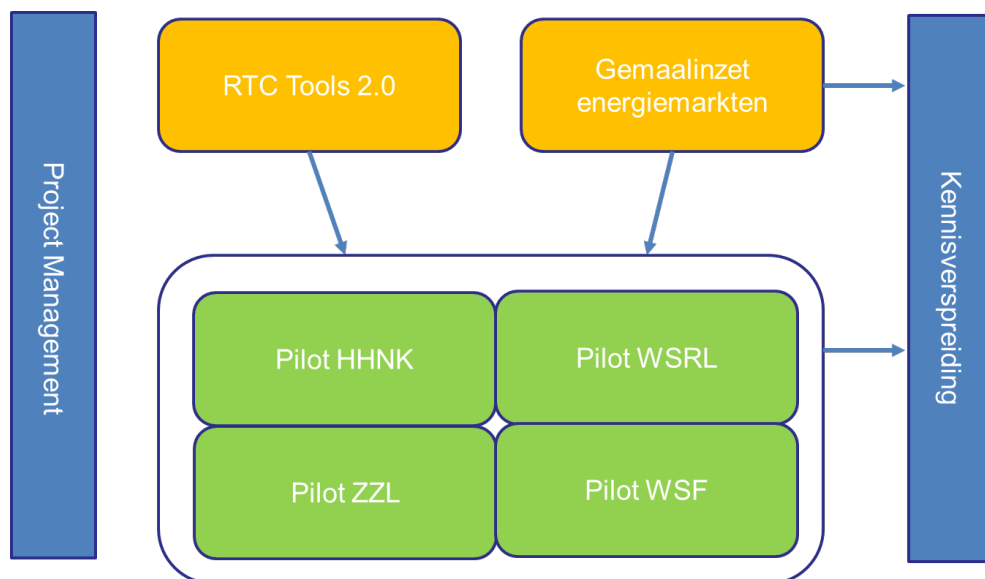 Project Management
RTC Tools 2.0
Gemaalinzet
energiemarkten
Kennisverspreiding
Pilot HHNK
Pilot WSRL
Pilot ZZL
Pilot WSF